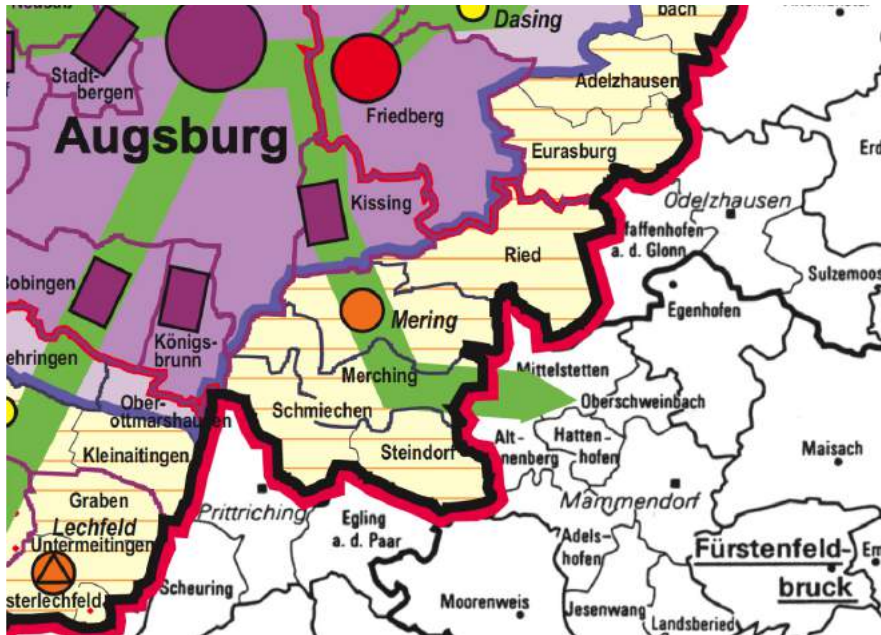 Dasing
bach
Stadt-
bergen
Adelzhausen
Augsburg
Friedberg
Eurasburg
Kissing
Odelzhausen
faffenhofen
a. d. Glonn
Ried
Sulzemoos
Bobingen
Egenhofen
Königs-
brunn
Mering
ehringen
Mittelstetten
Merching
Oberschweinbach
Ober-
ottmarshausen
Schmiechen
Alt-
nenberg
Hatten-
hofen
Maisach
Kleinaitingen
Steindorf
Graben
Mammendorf
Prittriching
Lechfeld
Untermeitingen
Egling
a. d. Paar
Adels-
hofen
Fürstenfeld-
bruck
Scheuring
sterlechfeld
Moorenweis
Jesenwang
Landsberied